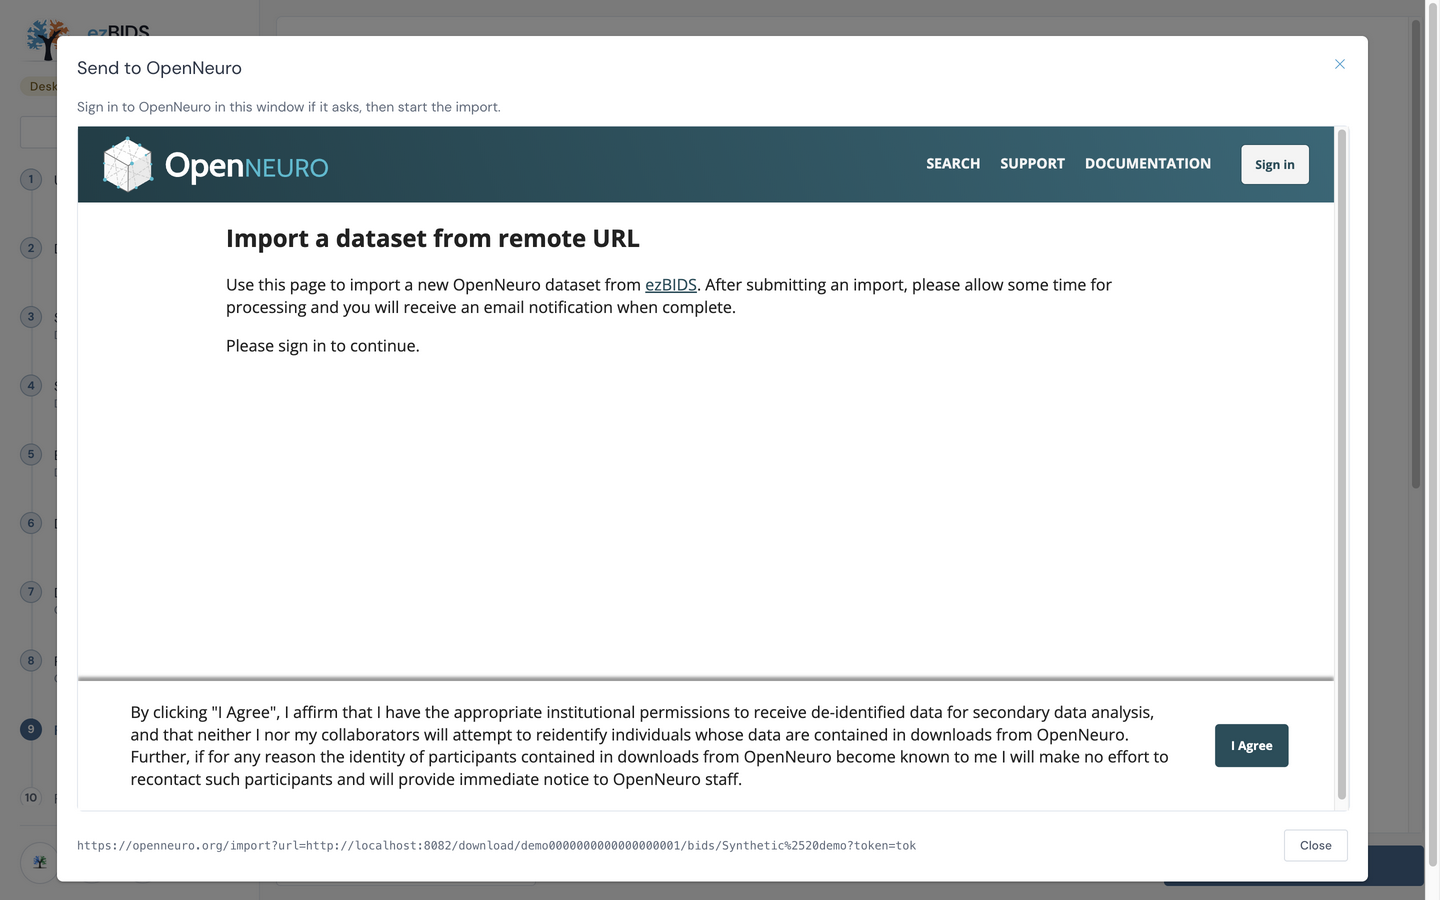 ezBIDS
Send to OpenNeuro
Desk
Sign in to OpenNeuro in this window if it asks, then start the import.
OpenNEURO
SEARCH SUPPORT DOCUMENTATION Sign in
1
Import a dataset from remote URL
2
Use this page to import a new OpenNeuro dataset from ezBIDS. After submitting an import, please allow some time for
processing and you will receive an email notification when complete.
3
Please sign in to continue.
4
5
6
7
8
By clicking "I Agree", I affirm that I have the appropriate institutional permissions to receive de-identified data for secondary data analysis,
and that neither I nor my collaborators will attempt to reidentify individuals whose data are contained in downloads from OpenNeuro.
Further, if for any reason the identity of participants contained in downloads from OpenNeuro become known to me I will make no effort to
recontact such participants and will provide immediate notice to OpenNeuro staff.
I Agree
9
10
https://openneuro.org/import?url=http://localhost:8082/download/demo0000000000000000001/bids/Synthetic%2520demo?token=tok
Close